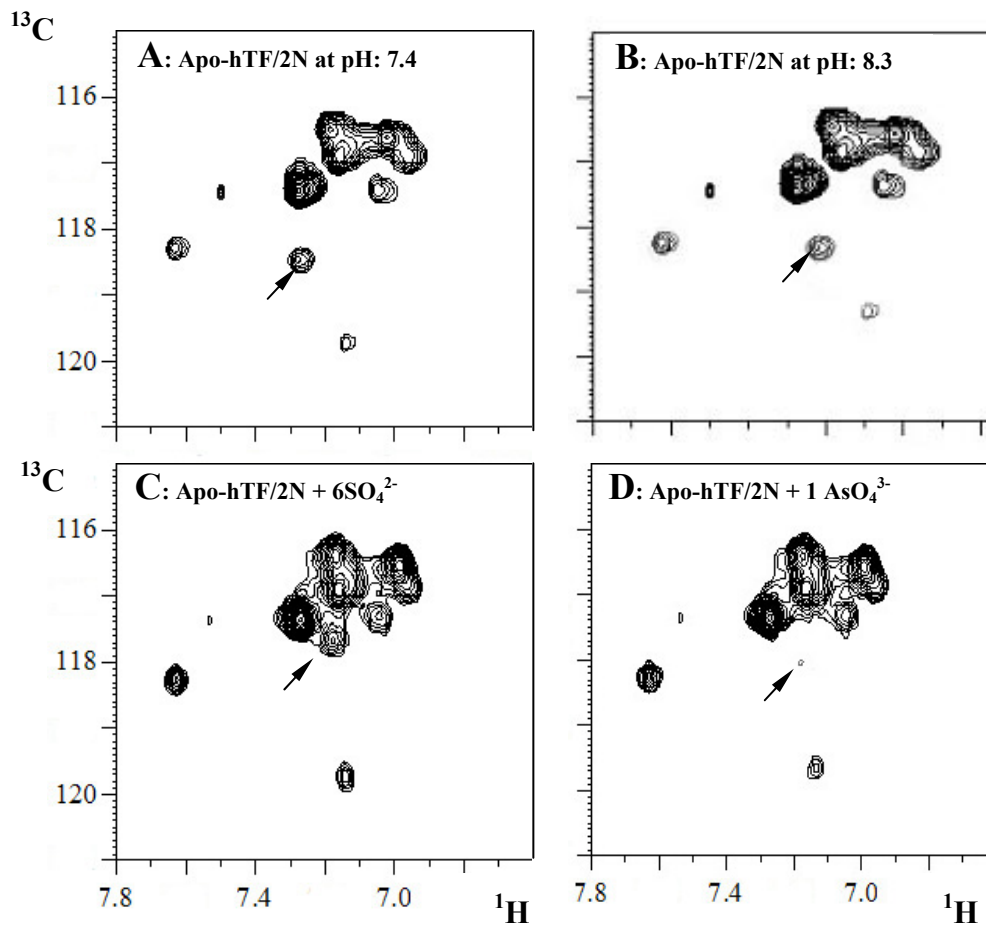 ¹³C
A: Apo-hTF/2N at pH: 7.4
B: Apo-hTF/2N at pH: 8.3
116
118
120
¹³C
C: Apo-hTF/2N + 6SO₄²⁻
D: Apo-hTF/2N + 1 AsO₄³⁻
116
118
120
7.8 7.4 7.0 ¹H 7.8 7.4 7.0 ¹H